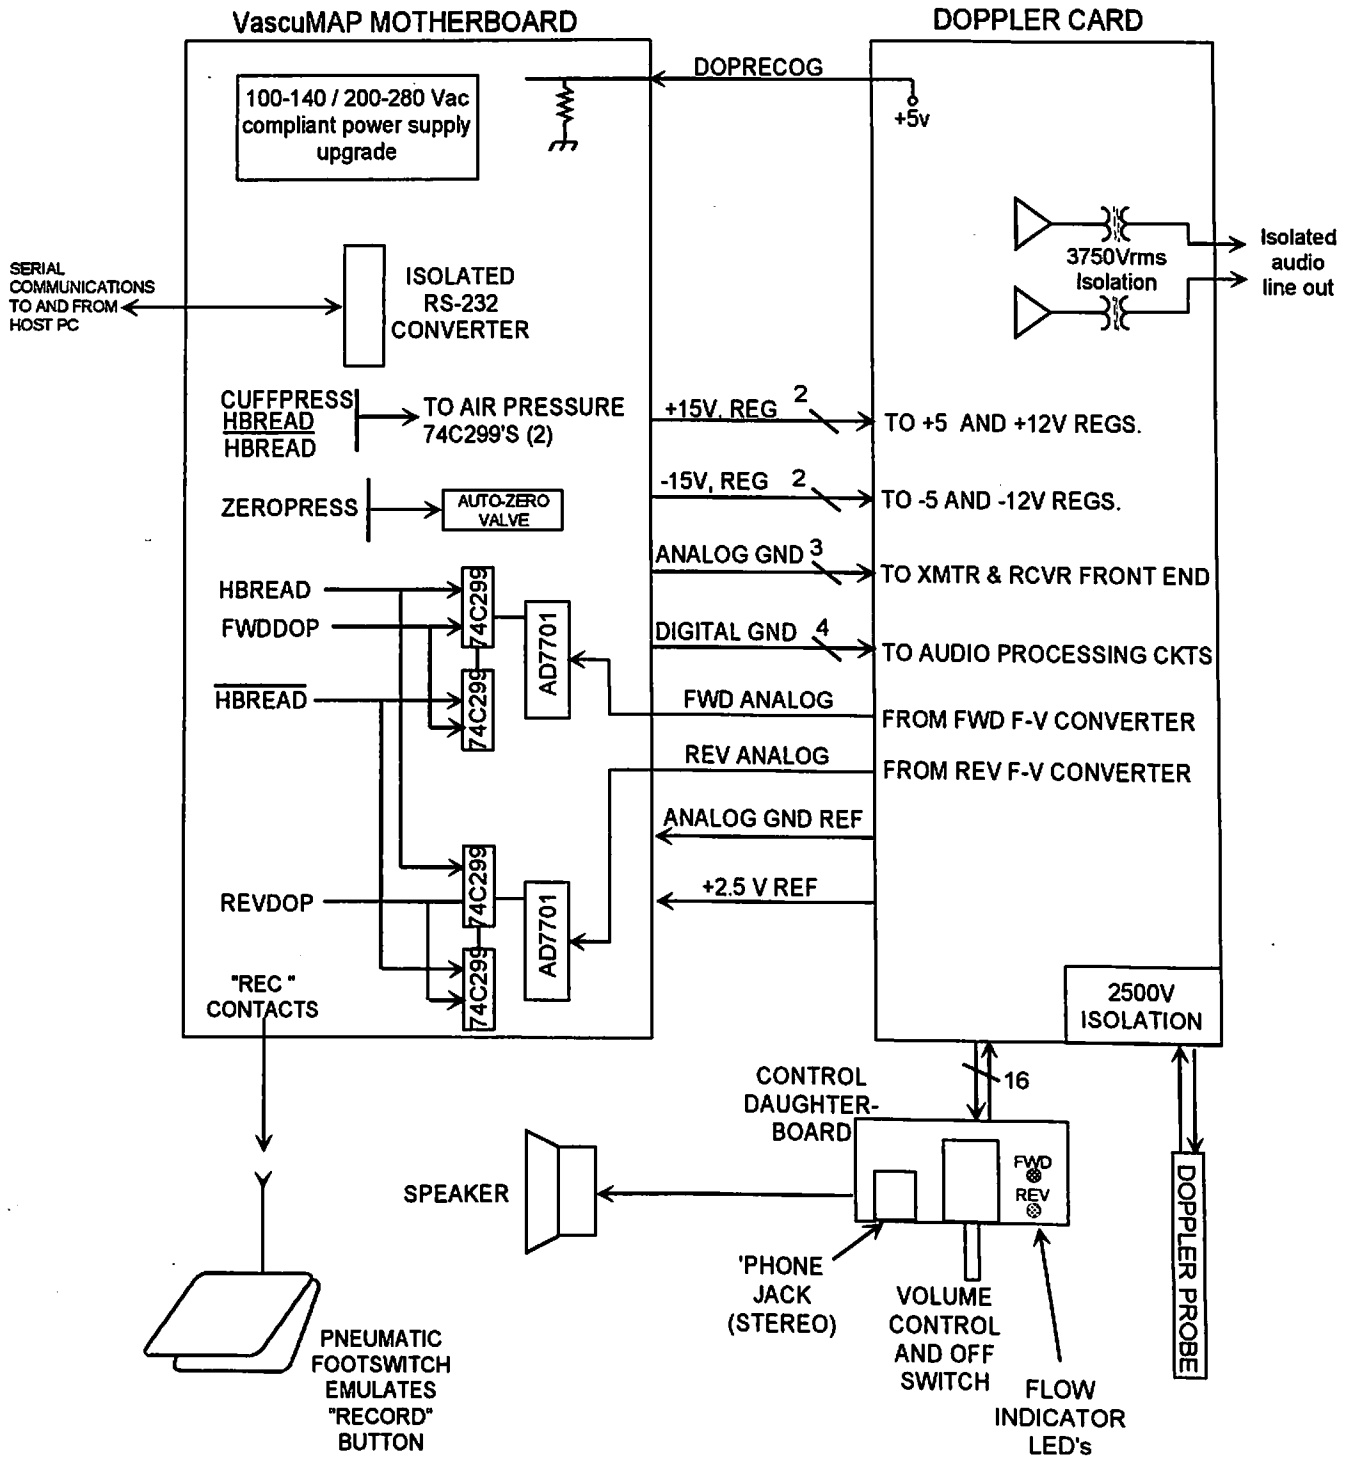 VascuMAP MOTHERBOARD
DOPPLER CARD
100-140 / 200-280 Vac
compliant power supply
upgrade
DOPRECOG
+5v
3750Vrms
Isolation
Isolated
audio
line out
SERIAL
COMMUNICATIONS
TO AND FROM
HOST PC
ISOLATED
RS-232
CONVERTER
CUFFPRESS
HBREAD
HBREAD
TO AIR PRESSURE
74C299'S (2)
ZEROPRESS
AUTO-ZERO
VALVE
+15V, REG 2
TO +5 AND +12V REGS.
-15V, REG 2
TO -5 AND -12V REGS.
ANALOG GND 3
TO XMTR & RCVR FRONT END
DIGITAL GND 4
TO AUDIO PROCESSING CKTS
FWD ANALOG
FROM FWD F-V CONVERTER
REV ANALOG
FROM REV F-V CONVERTER
ANALOG GND REF
+2.5 V REF
HBREAD
FWDDOP
HBREAD
74C299
74C299
AD7701
REVDOP
74C299
74C299
AD7701
"REC "
CONTACTS
2500V
ISOLATION
16
CONTROL
DAUGHTER-
BOARD
FWD
REV
SPEAKER
'PHONE
JACK
(STEREO)
VOLUME
CONTROL
AND OFF
SWITCH
FLOW
INDICATOR
LED's
DOPPLER PROBE
PNEUMATIC
FOOTSWITCH
EMULATES
"RECORD"
BUTTON